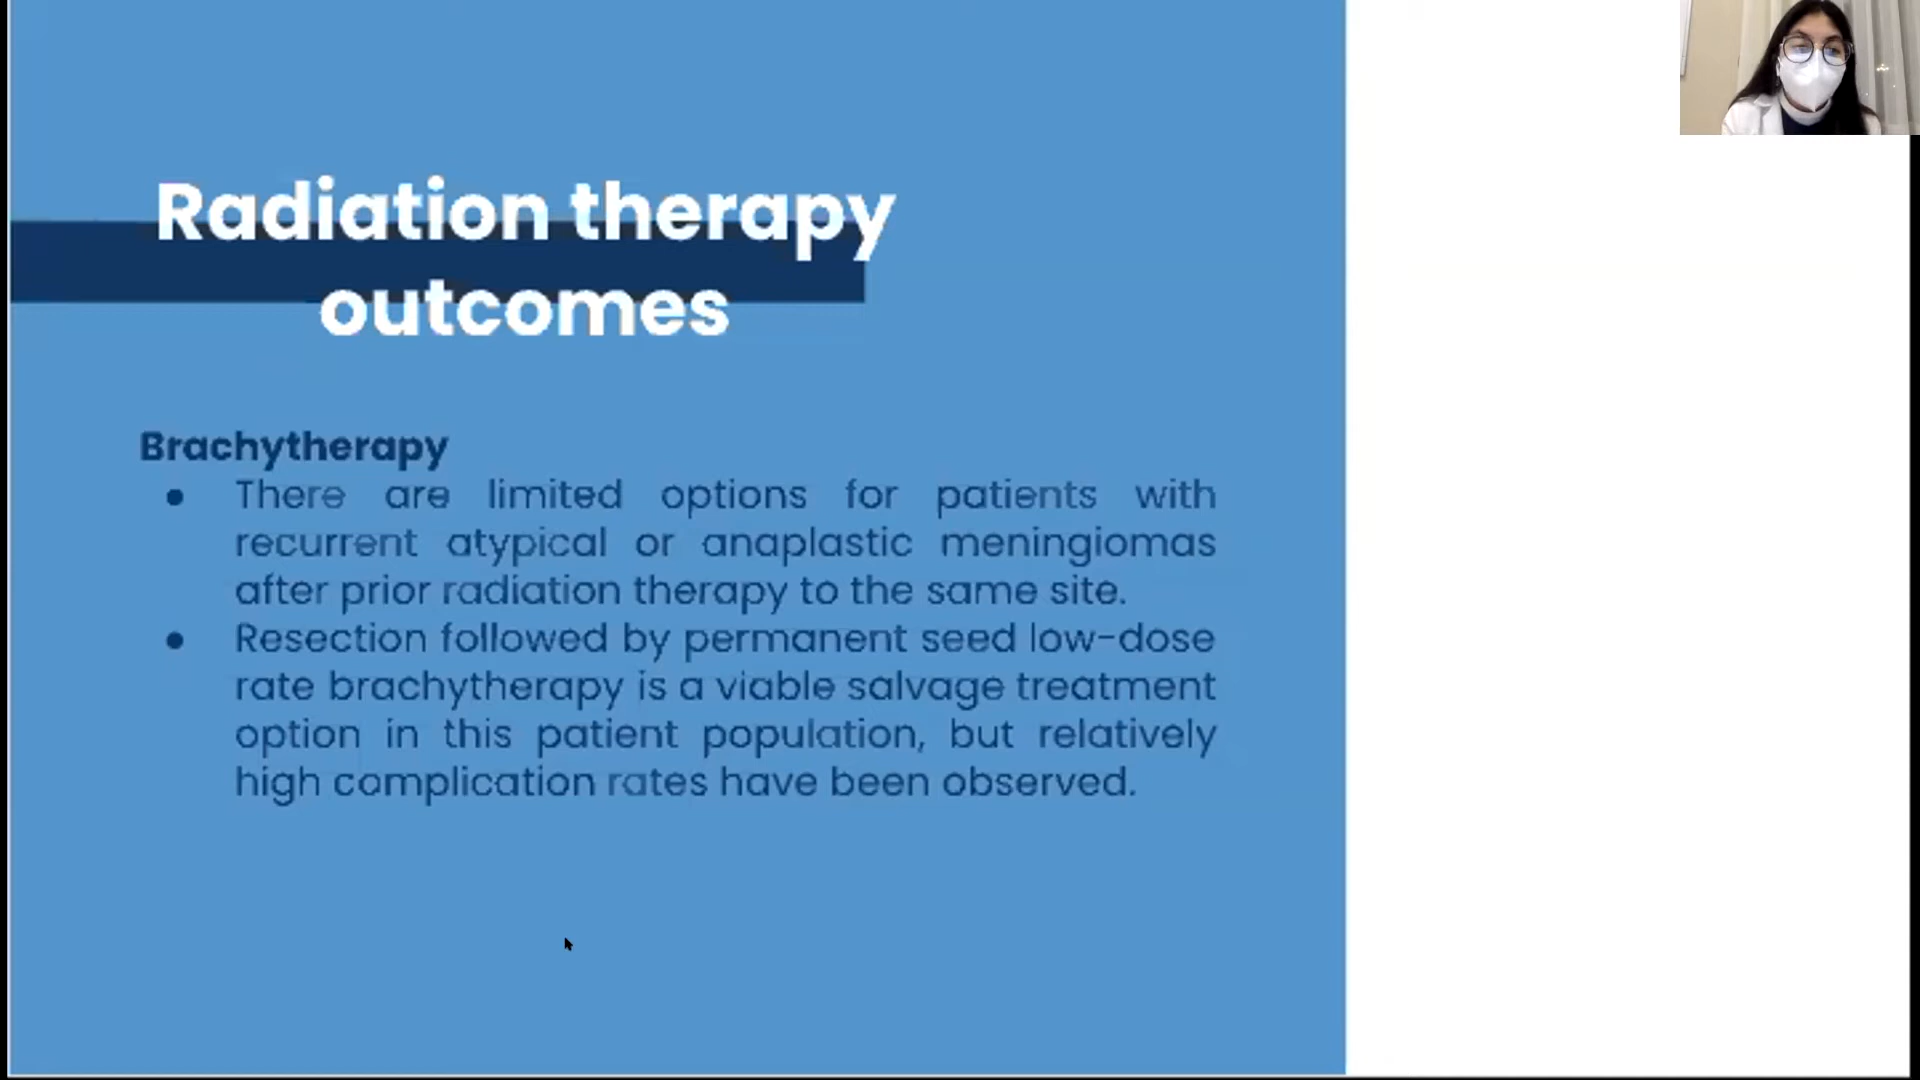 Radiation therapy
outcomes
Brachytherapy
● There are limited options for patients with
recurrent atypical or anaplastic meningiomas
after prior radiation therapy to the same site.
● Resection followed by permanent seed low-dose
rate brachytherapy is a viable salvage treatment
option in this patient population, but relatively
high complication rates have been observed.